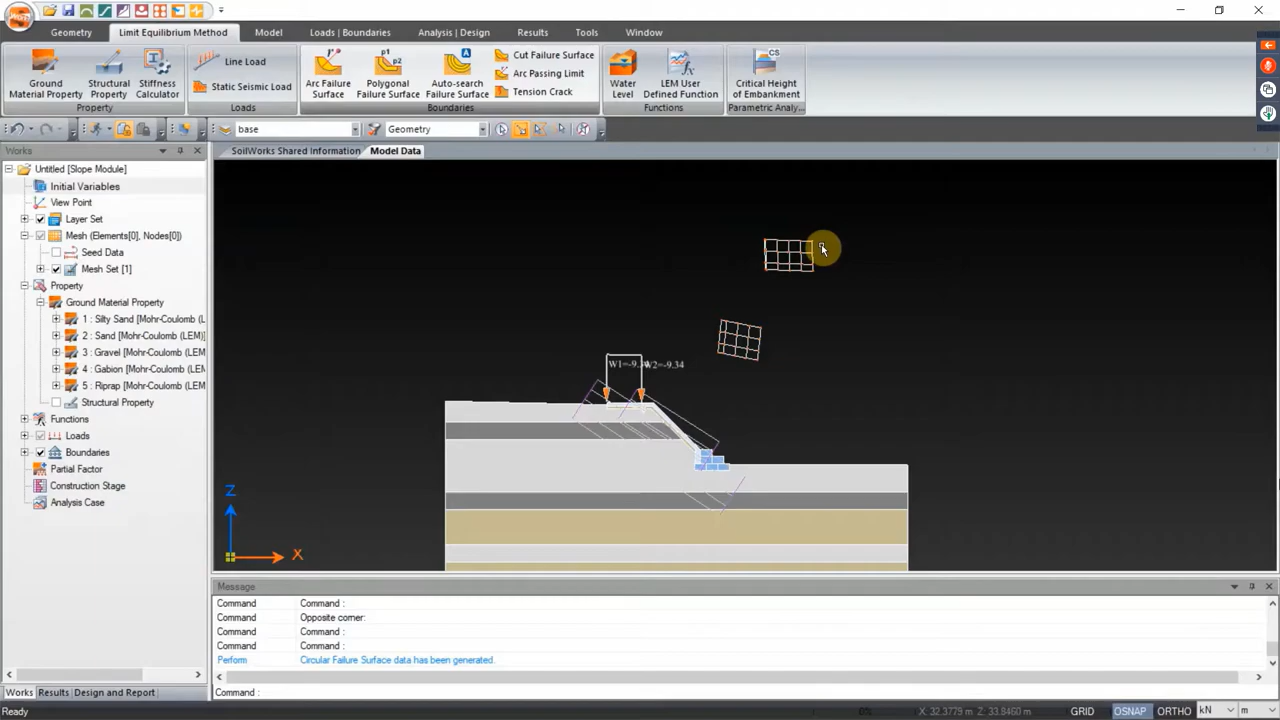 Geometry
Limit Equilibrium Method
Model
Loads | Boundaries
Analysis | Design
Results
Tools
Window
Ground Material Property
Structural Property
Stiffness Calculator
Property
Line Load
Static Seismic Load
Loads
Arc Failure Surface
Polygonal Failure Surface
Auto-search Failure Surface
Cut Failure Surface
Arc Passing Limit
Tension Crack
Boundaries
Water Level
LEM User Defined Function
Functions
Critical Height of Embankment
Parametric Analy...
base
Geometry
Works
SoilWorks Shared Information
Model Data
Untitled [Slope Module]
Initial Variables
View Point
Layer Set
Mesh (Elements[0], Nodes[0])
Seed Data
Mesh Set [1]
Property
Ground Material Property
1 : Silty Sand [Mohr-Coulomb (L
2 : Sand [Mohr-Coulomb (LEM)]
3 : Gravel [Mohr-Coulomb (LEM
4 : Gabion [Mohr-Coulomb (LEM
5 : Riprap [Mohr-Coulomb (LEM)
Structural Property
Functions
Loads
Boundaries
Partial Factor
Construction Stage
Analysis Case
W2=-9.34
Z
X
Message
Command Command :
Command Opposite corner:
Command Command :
Command Command :
Perform Circular Failure Surface data has been generated.
Works
Results
Design and Report
Command :
Ready
0%
X: 32.3779 m Z: 33.8460 m
GRID
OSNAP
ORTHO
kN
m